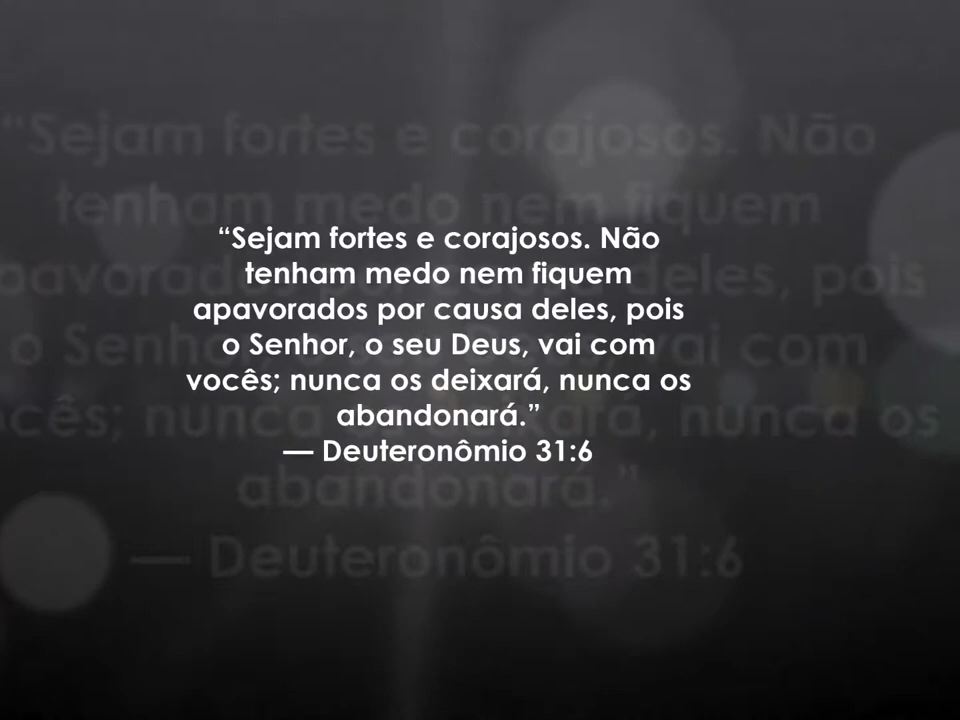 “Sejam fortes e corajosos. Não
tenham medo nem fiquem
apavorados por causa deles, pois
o Senhor, o seu Deus, vai com
vocês; nunca os deixará, nunca os
abandonará.”
— Deuteronômio 31:6